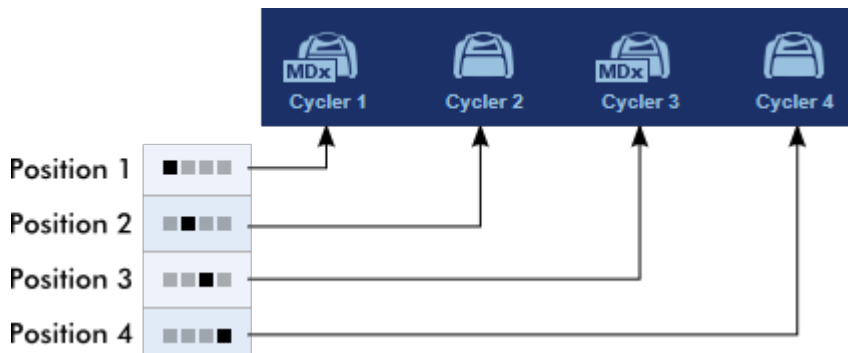 MDx MDx
Cycler 1 Cycler 2 Cycler 3 Cycler 4
Position 1
Position 2
Position 3
Position 4